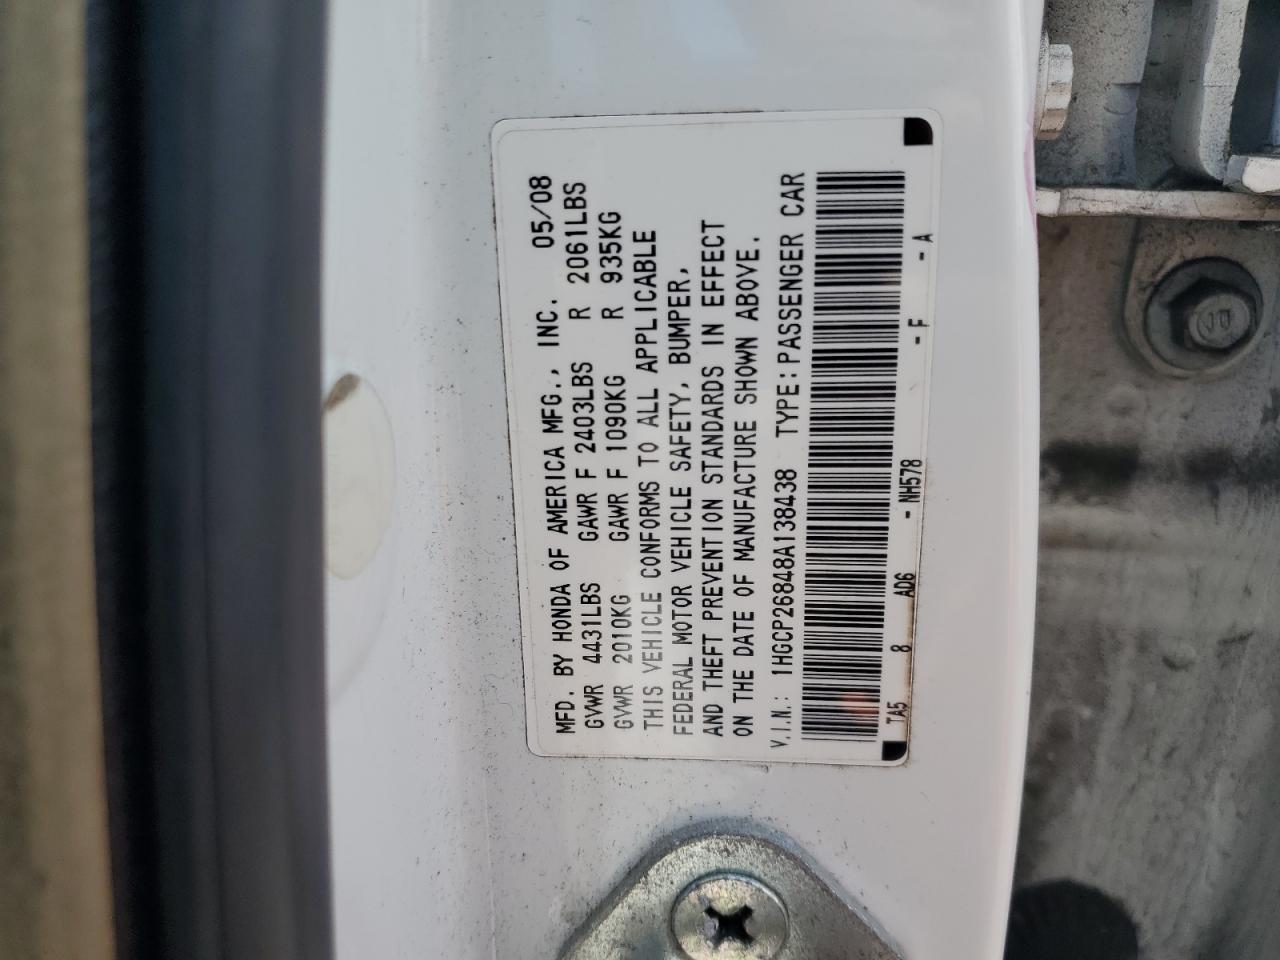 MFD. BY HONDA OF AMERICA MFG., INC. 05/08
GVWR 4431LBS GAWR F 2403LBS R 2061LBS
GVWR 2010KG GAWR F 1090KG R 935KG
THIS VEHICLE CONFORMS TO ALL APPLICABLE
FEDERAL MOTOR VEHICLE SAFETY, BUMPER,
AND THEFT PREVENTION STANDARDS IN EFFECT
ON THE DATE OF MANUFACTURE SHOWN ABOVE.
V.I.N.: 1HGCP26848A138438 TYPE:PASSENGER CAR
TA5 8 AD6 - NH578 - F - A
JU